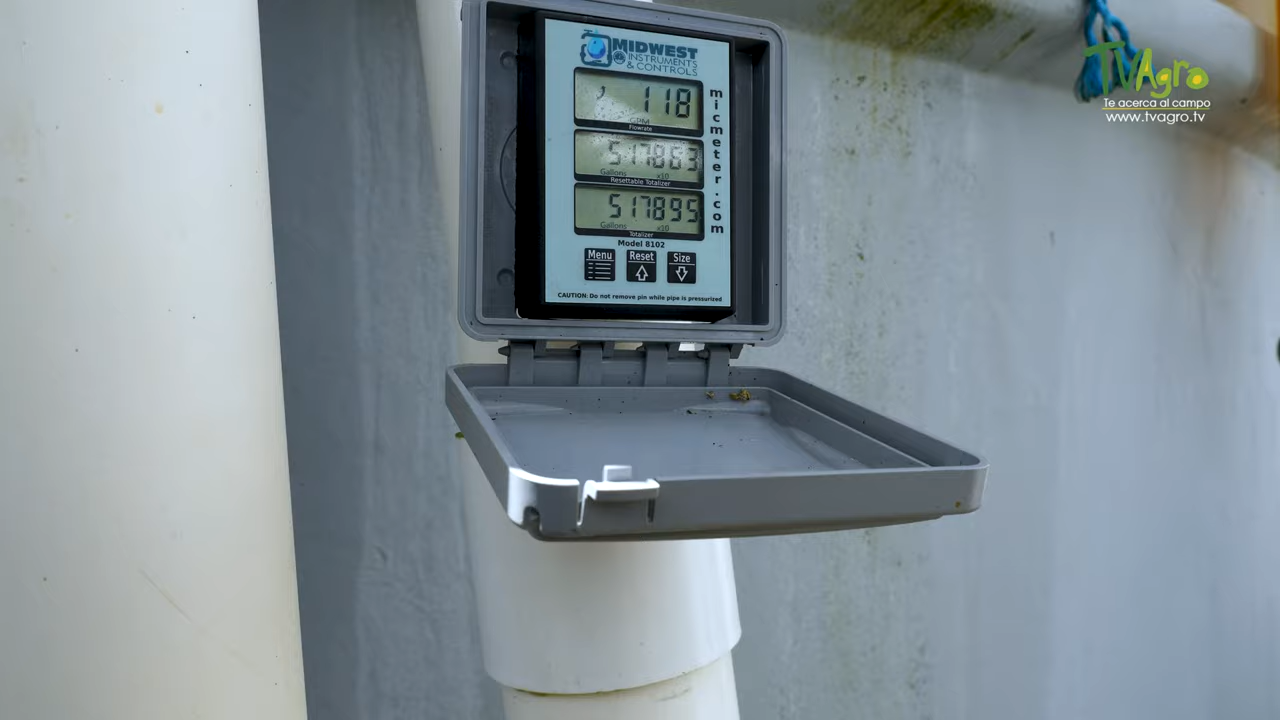 MIDWEST
INSTRUMENTS
& CONTROLS
118
GPM
Flowrate
517863
Gallons x10
Resettable Totalizer
517895
Gallons x10
Totalizer
Model 8102
Menu Reset Size
CAUTION: Do not remove pin while pipe is pressurized
micmeter.com
TVAgro
Te acerca al campo
www.tvagro.tv